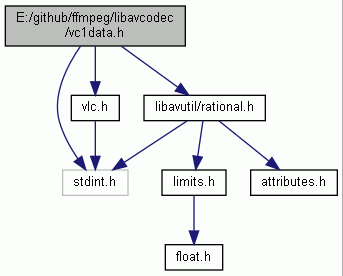 E:/github/ffmpeg/libavcodec
/vc1data.h
vlc.h
libavutil/rational.h
stdint.h
limits.h
attributes.h
float.h